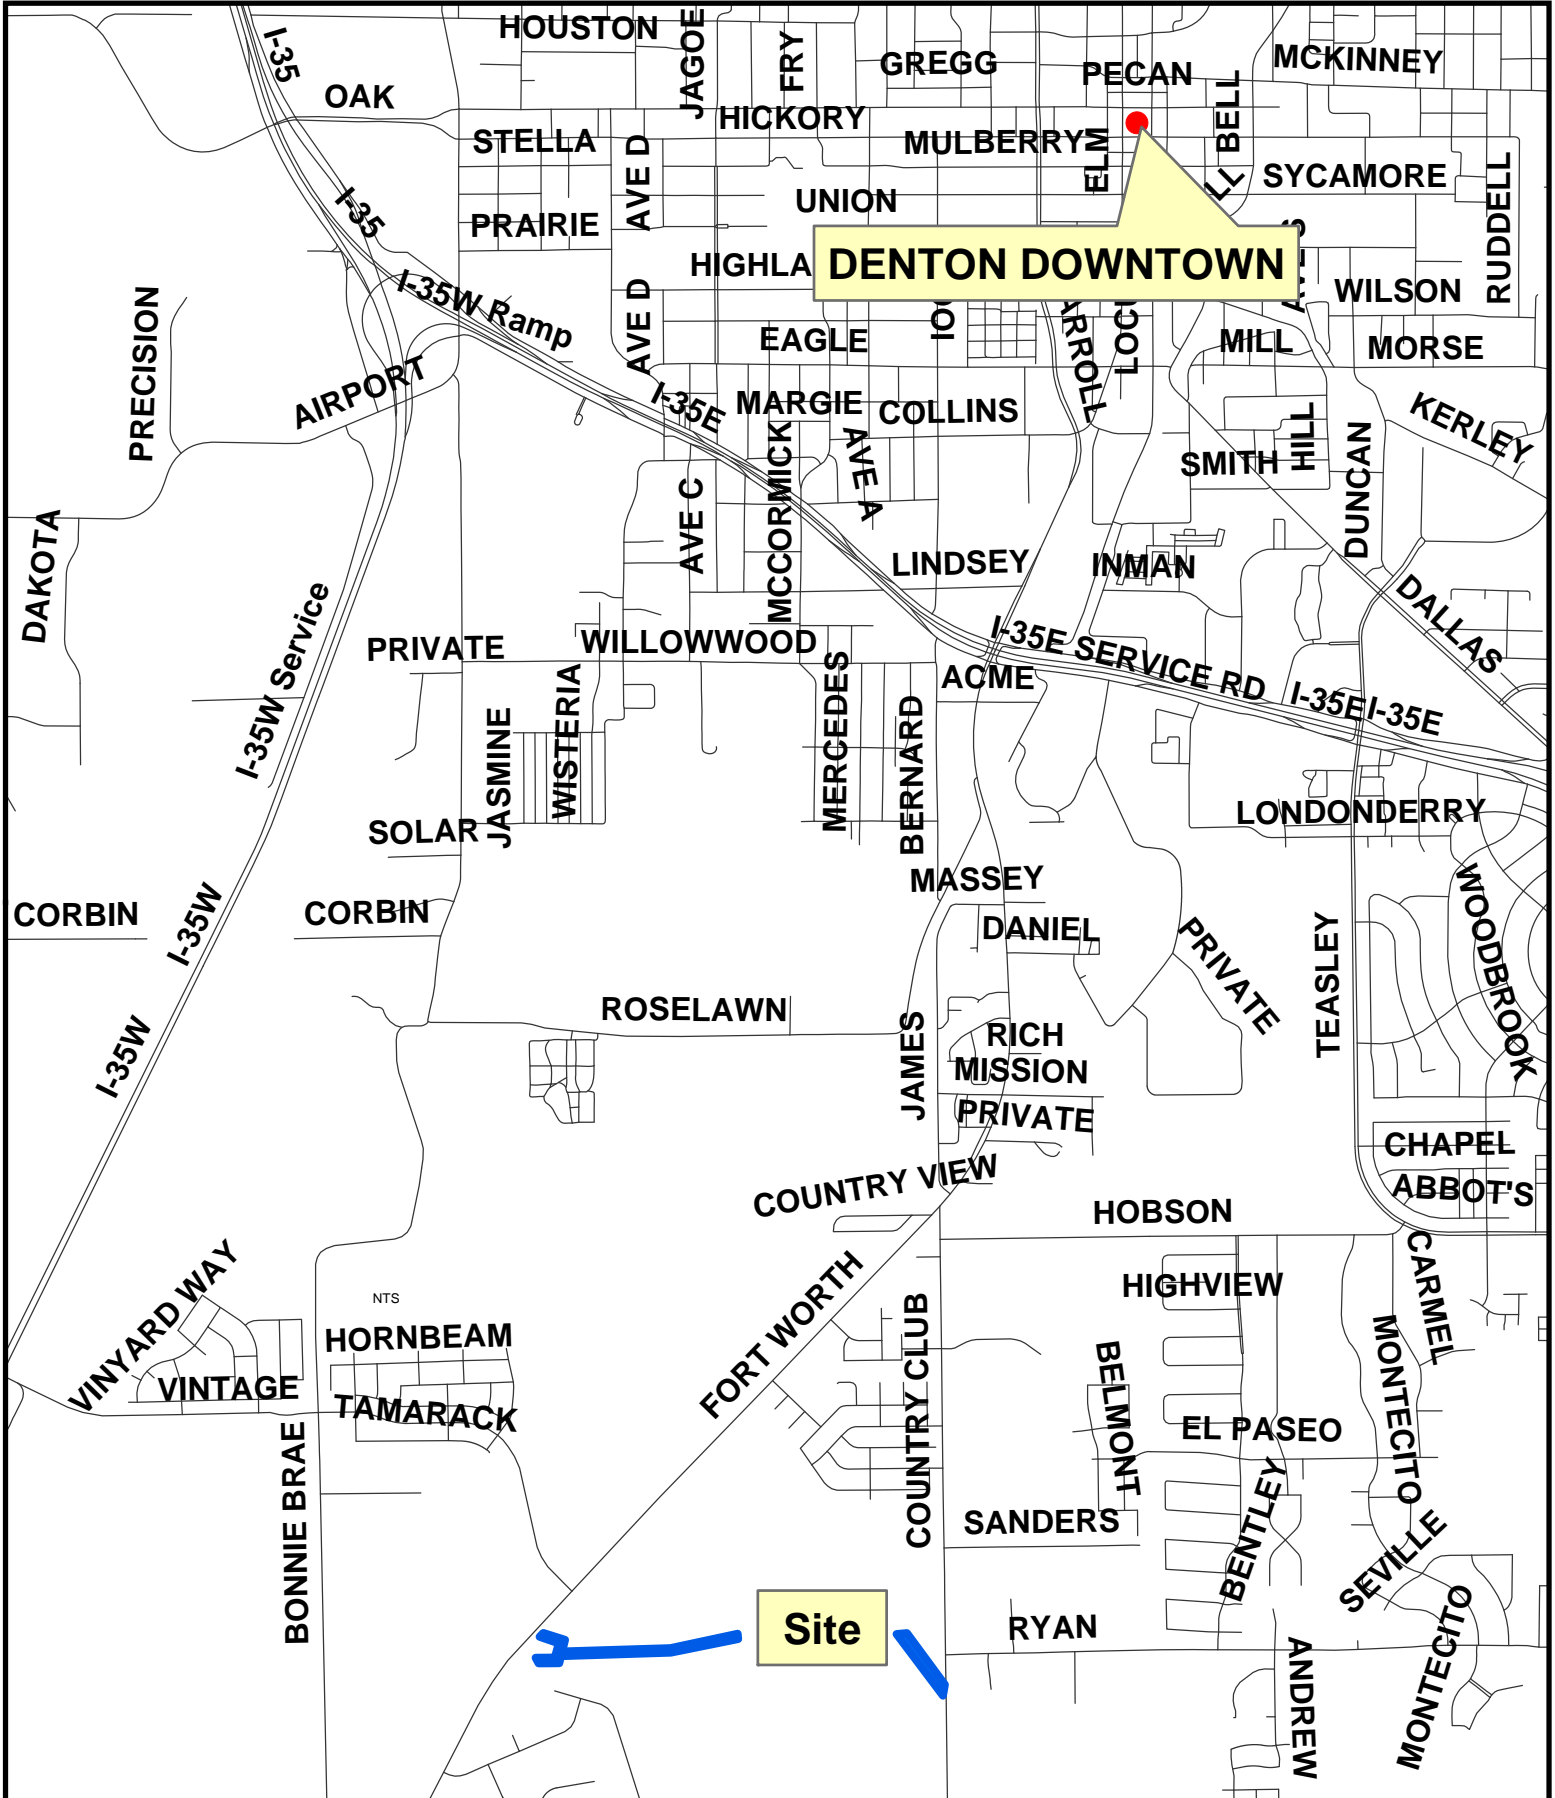 HOUSTON
JAGOE
FRY
GREGG
PECAN
MCKINNEY
I-35
OAK
HICKORY
BELL
STELLA
AVE D
MULBERRY
ELM
SYCAMORE
RUDDELL
I-35
PRAIRIE
UNION
HIGHLA
DENTON DOWNTOWN
WILSON
I-35W Ramp
PRECISION
AVE D
EAGLE
MILL
MORSE
AIRPORT
I-35E
MARGIE
COLLINS
KERLEY
HILL
SMITH
DUNCAN
MCCORMICK
AVE A
AVE C
DAKOTA
LINDSEY
INMAN
DALLAS
I-35W Service
PRIVATE
WILLOWWOOD
I-35E SERVICE RD
ACME
I-35E
I-35E
JASMINE
WISTERIA
MERCEDES
BERNARD
SOLAR
LONDONDERRY
MASSEY
CORBIN
I-35W
CORBIN
DANIEL
PRIVATE
TEASLEY
WOODBROOK
ROSELAWN
I-35W
JAMES
RICH
MISSION
PRIVATE
CHAPEL
COUNTRY VIEW
ABBOT'S
HOBSON
VINYARD WAY
NTS
FORT WORTH
HIGHVIEW
CARMEL
HORNBEAM
COUNTRY CLUB
BELMONT
MONTECITO
VINTAGE
TAMARACK
EL PASEO
BONNIE BRAE
SANDERS
BENTLEY
SEVILLE
Site
RYAN
ANDREW
MONTECITO